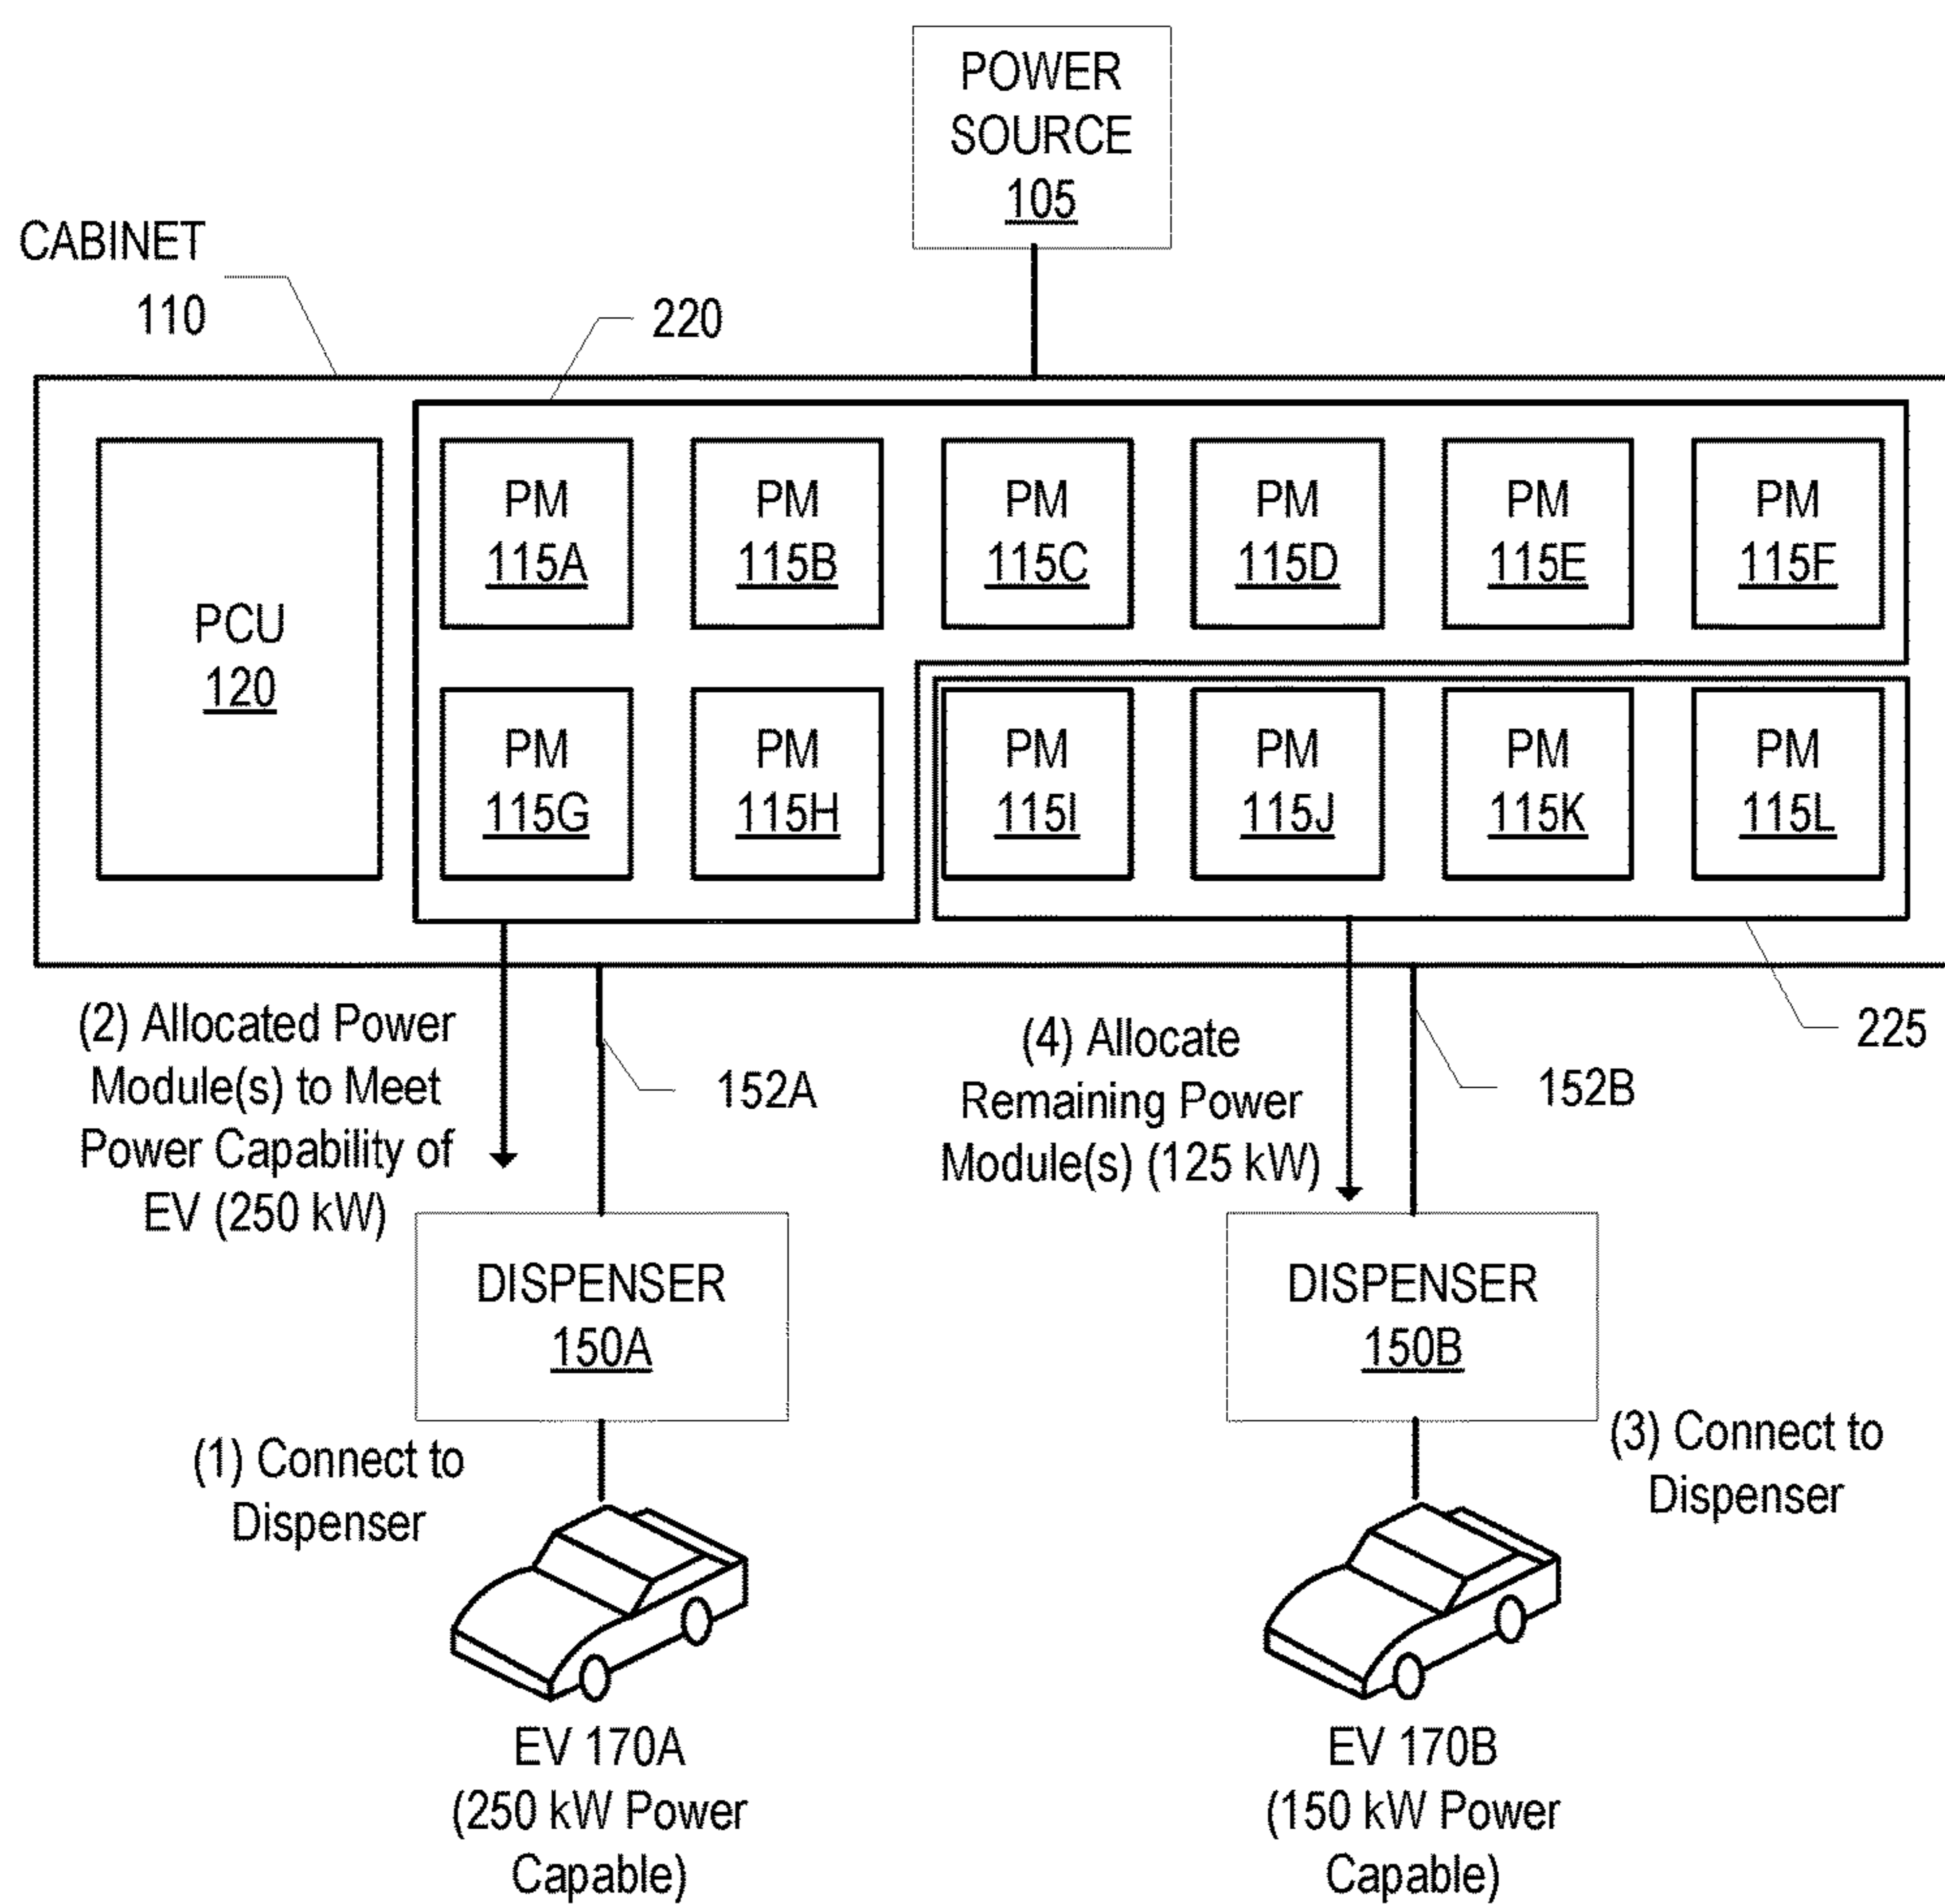 POWER
SOURCE
105
CABINET
110
220
PM
115A
PM
115B
PM
115C
PM
115D
PM
115E
PM
115F
PCU
120
PM
115G
PM
115H
PM
115I
PM
115J
PM
115K
PM
115L
(2) Allocated Power
Module(s) to Meet
Power Capability of
EV (250 kW)
152A
(4) Allocate
Remaining Power
Module(s) (125 kW)
152B
225
DISPENSER
150A
DISPENSER
150B
(1) Connect to
Dispenser
(3) Connect to
Dispenser
EV 170A
(250 kW Power
Capable)
EV 170B
(150 kW Power
Capable)